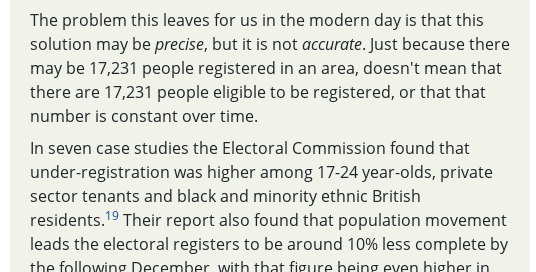 The problem this leaves for us in the modern day is that this
solution may be precise, but it is not accurate. Just because there
may be 17,231 people registered in an area, doesn't mean that
there are 17,231 people eligible to be registered, or that that
number is constant over time.
In seven case studies the Electoral Commission found that
under-registration was higher among 17-24 year-olds, private
sector tenants and black and minority ethnic British
residents.19 Their report also found that population movement
leads the electoral registers to be around 10% less complete by
the following December, with that figure being even higher in